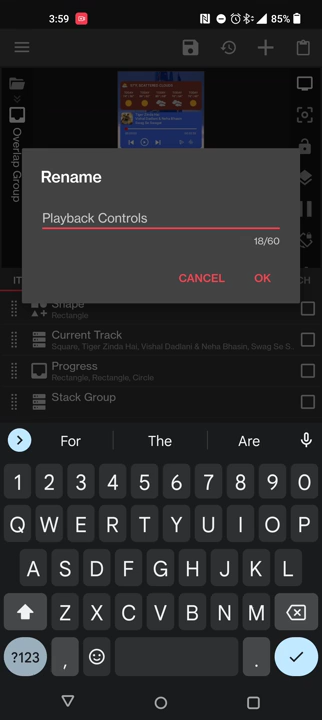 3:59
85%
Overlap Group
Rename
Playback Controls
18/60
CANCEL
OK
IT
CH
Shape
Rectangle
Current Track
Square, Tiger Zinda Hai, Vishal Dadlani & Neha Bhasin, Swag Se S...
Progress
Rectangle, Rectangle, Circle
Stack Group
For The Are
1 2 3 4 5 6 7 8 9 0
Q W E R T Y U I O P
A S D F G H J K L
Z X C V B N M
?123 , .